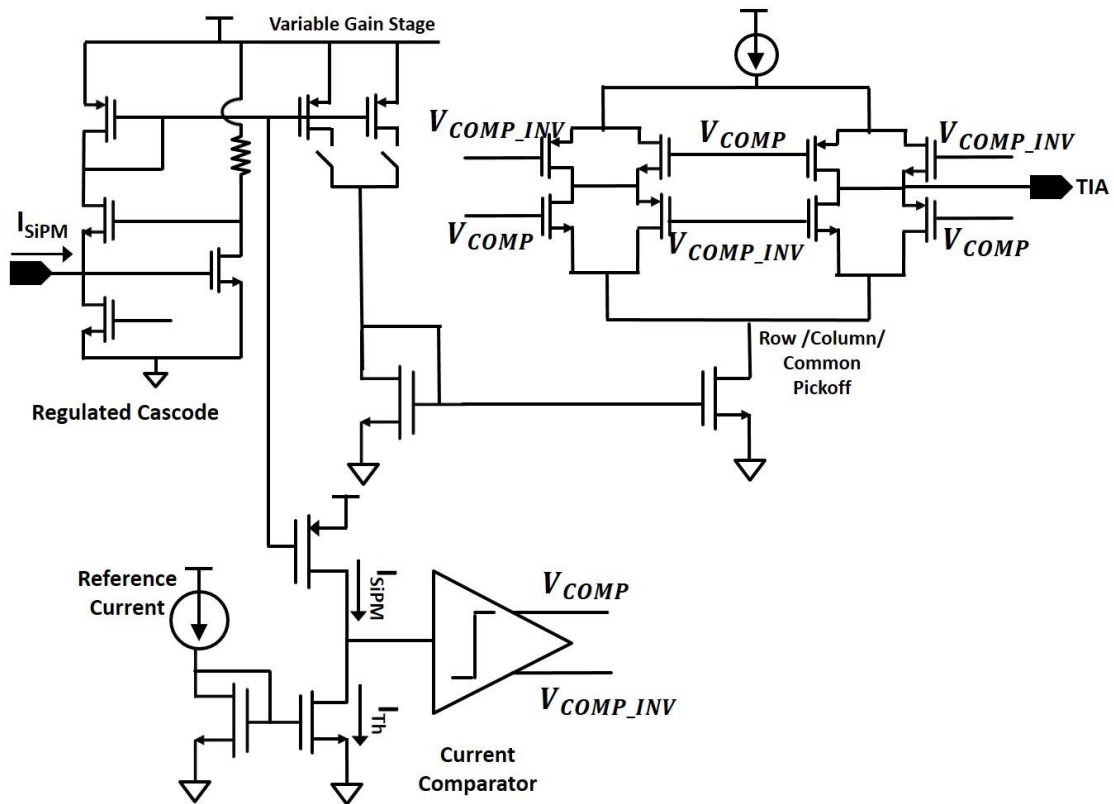 Variable Gain Stage
V_COMP_INV
V_COMP
V_COMP_INV
TIA
I_SiPM
V_COMP
V_COMP_INV
V_COMP
Row /Column/
Common
Pickoff
Regulated Cascode
Reference
Current
I_SiPM
V_COMP
I_Th
V_COMP_INV
Current
Comparator